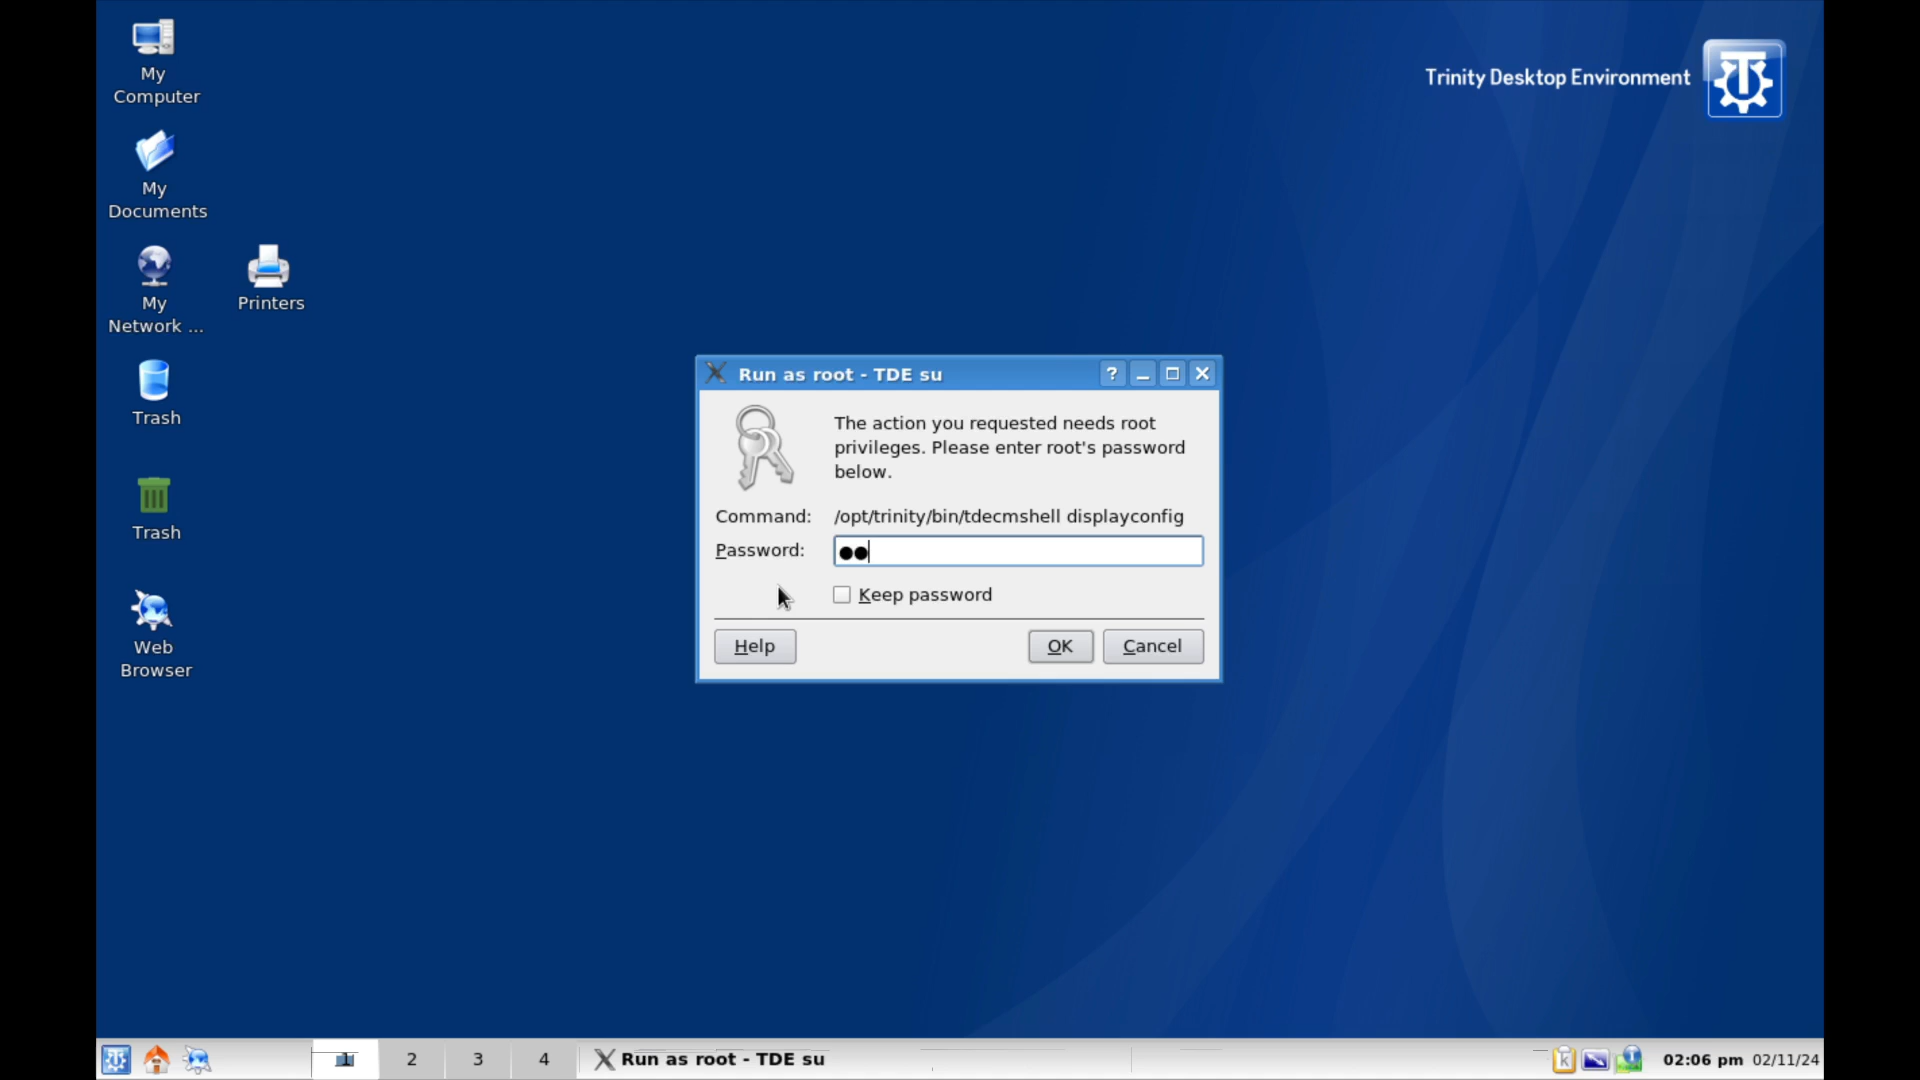 My
Computer
Trinity Desktop Environment
My
Documents
My
Network ...
Printers
Trash
Trash
Web
Browser
Run as root - TDE su
?
The action you requested needs root
privileges. Please enter root's password
below.
Command: /opt/trinity/bin/tdecmshell displayconfig
Password: ●●
Keep password
Help
OK
Cancel
1 2 3 4
Run as root - TDE su
02:06 pm 02/11/24